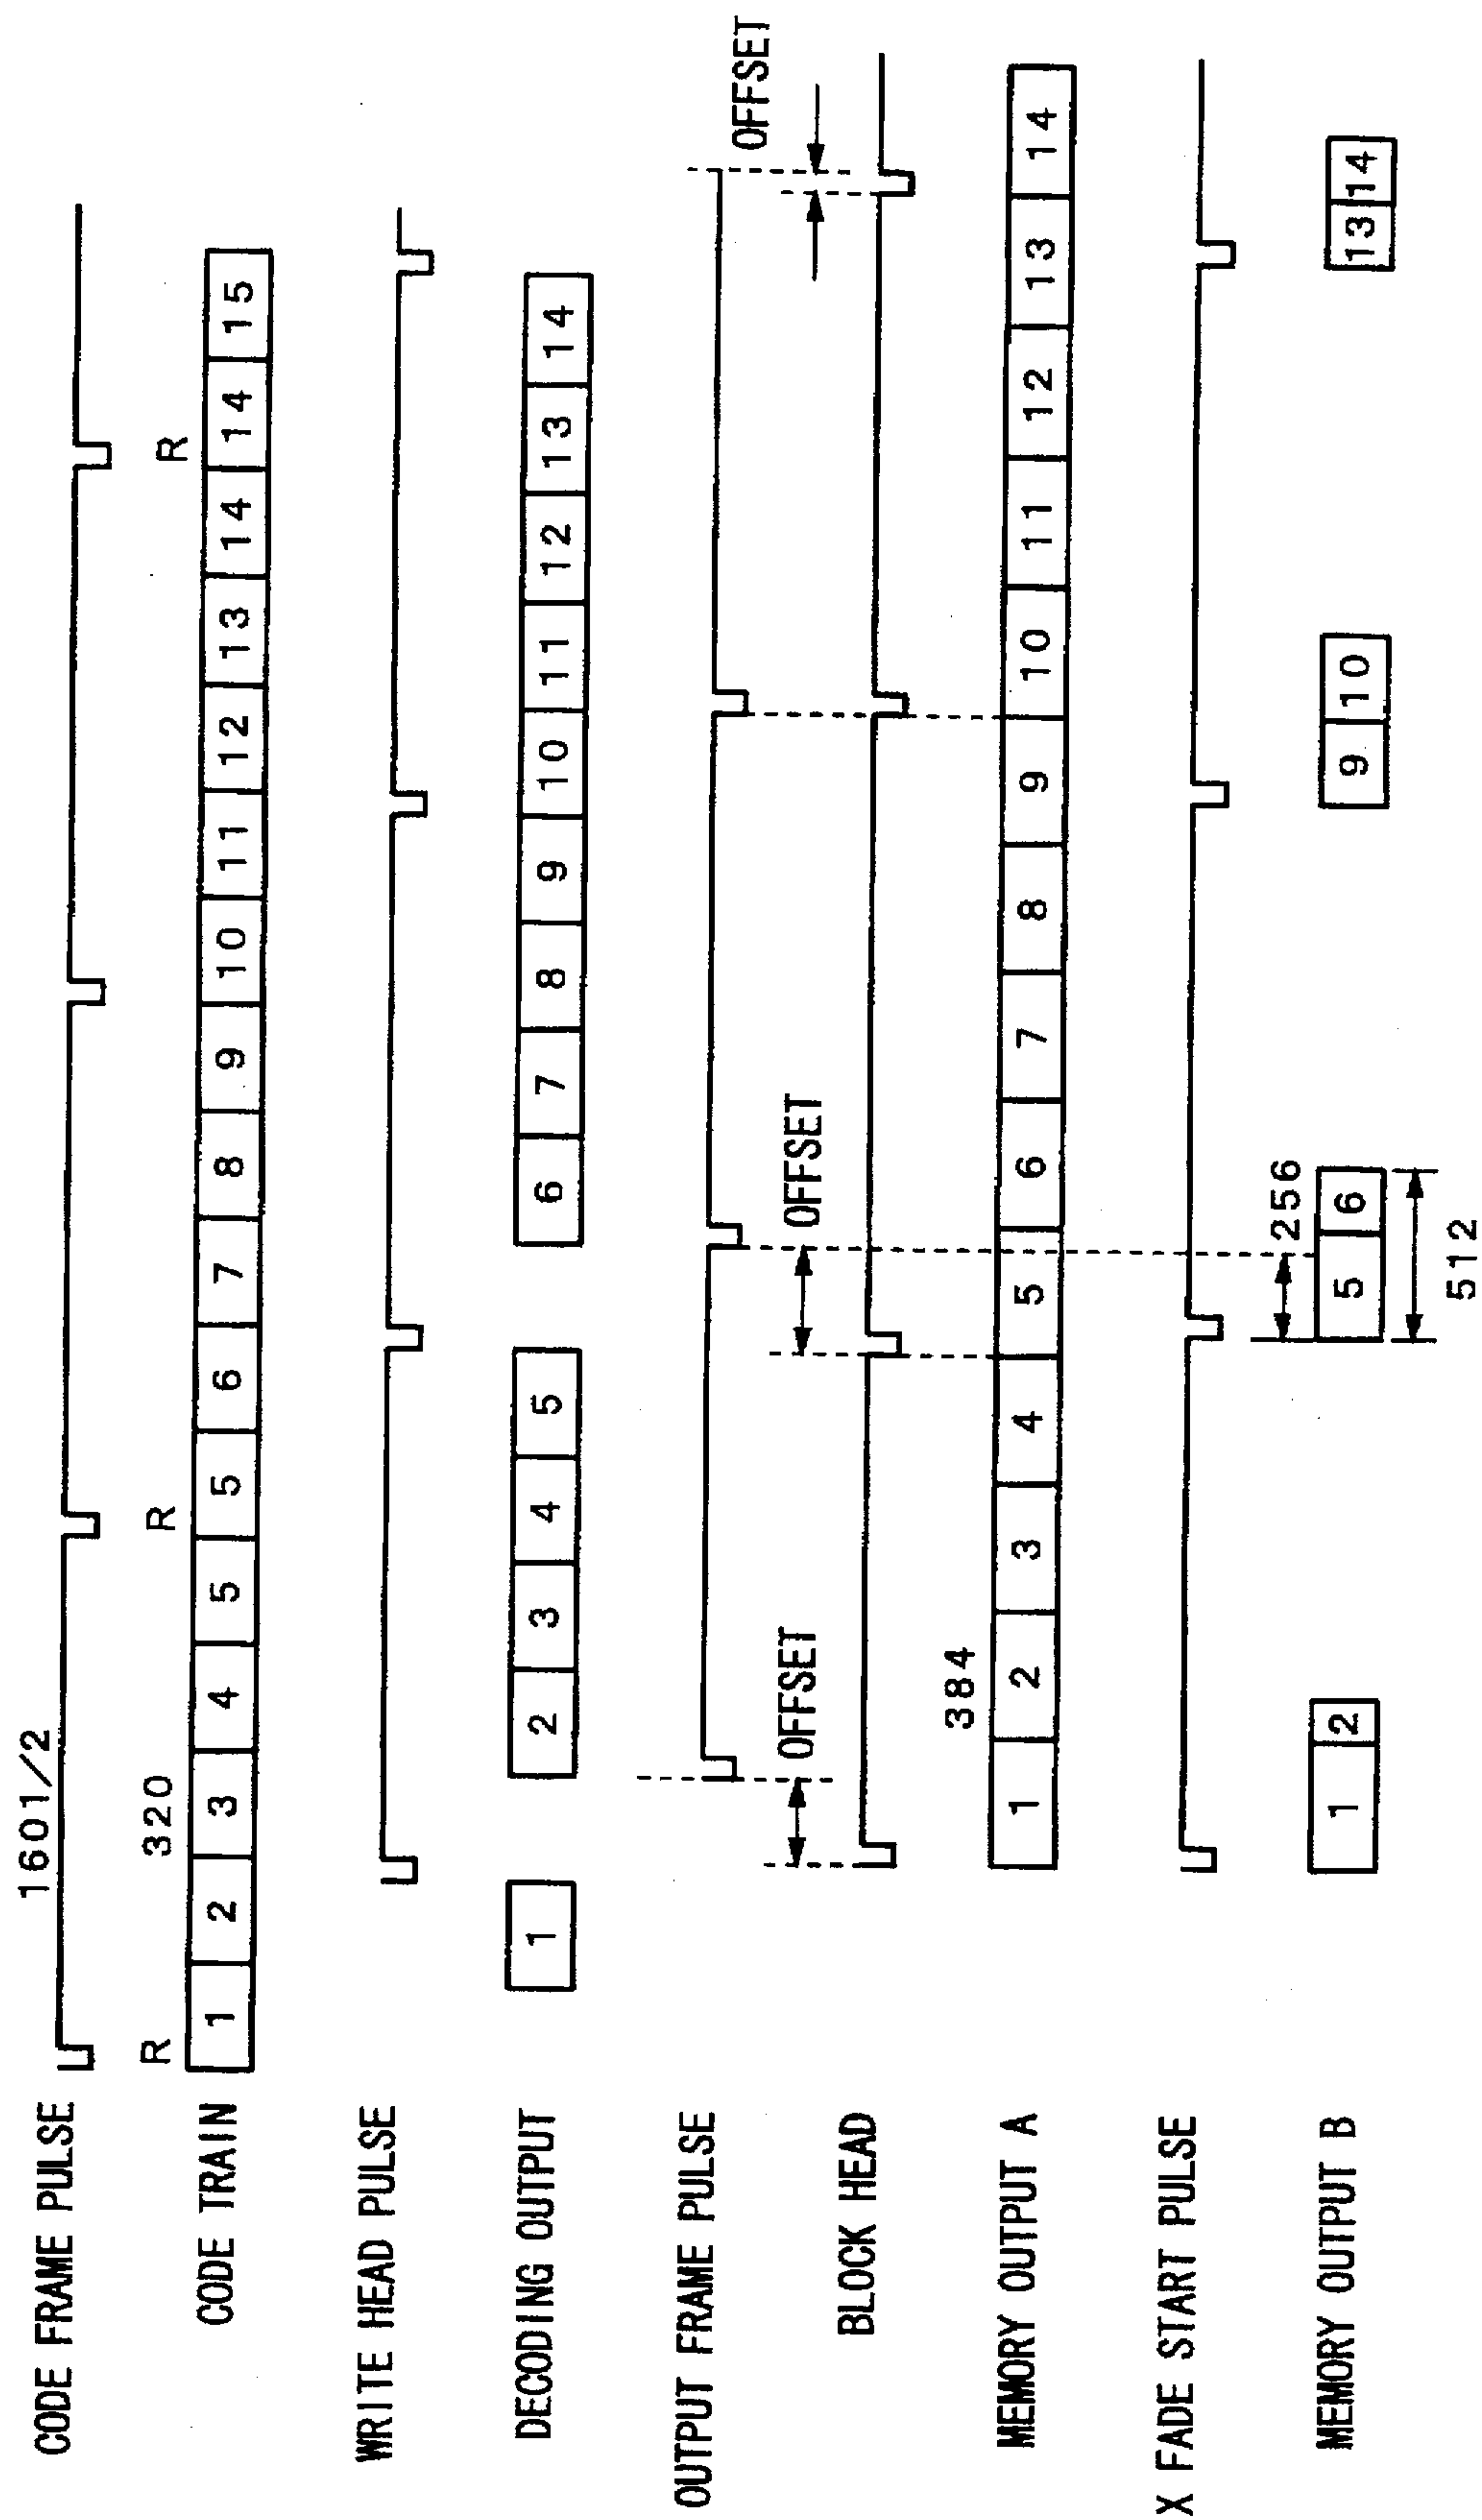 1601/2
CODE FRAME PULSE
R 320 R R
CODE TRAIN 1 2 3 4 5 5 6 7 8 9 10 11 12 13 14 14 15
WRITE HEAD PULSE
DECODING OUTPUT 1 2 3 4 5 6 7 8 9 10 11 12 13 14
OUTPUT FRAME PULSE
OFFSET OFFSET OFFSET
BLOCK HEAD
384
MEMORY OUTPUT A 1 2 3 4 5 6 7 8 9 10 11 12 13 14
X FADE START PULSE
256
MEMORY OUTPUT B 1 2 5 6 9 10 13 14
512